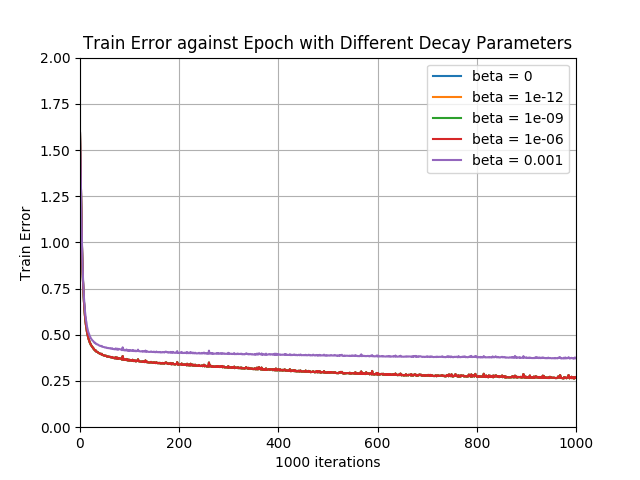 Train Error against Epoch with Different Decay Parameters
2.00
1.75
1.50
1.25
1.00
0.75
0.50
0.25
0.00
Train Error
beta = 0
beta = 1e-12
beta = 1e-09
beta = 1e-06
beta = 0.001
0 200 400 600 800 1000
1000 iterations